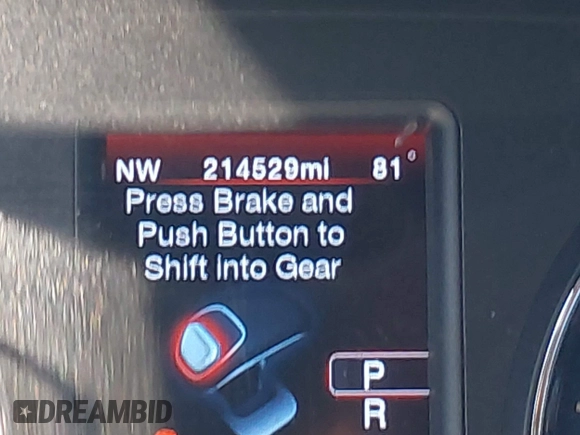 NW 214529mi 81°
Press Brake and
Push Button to
Shift into Gear
P
R
DREAMBID